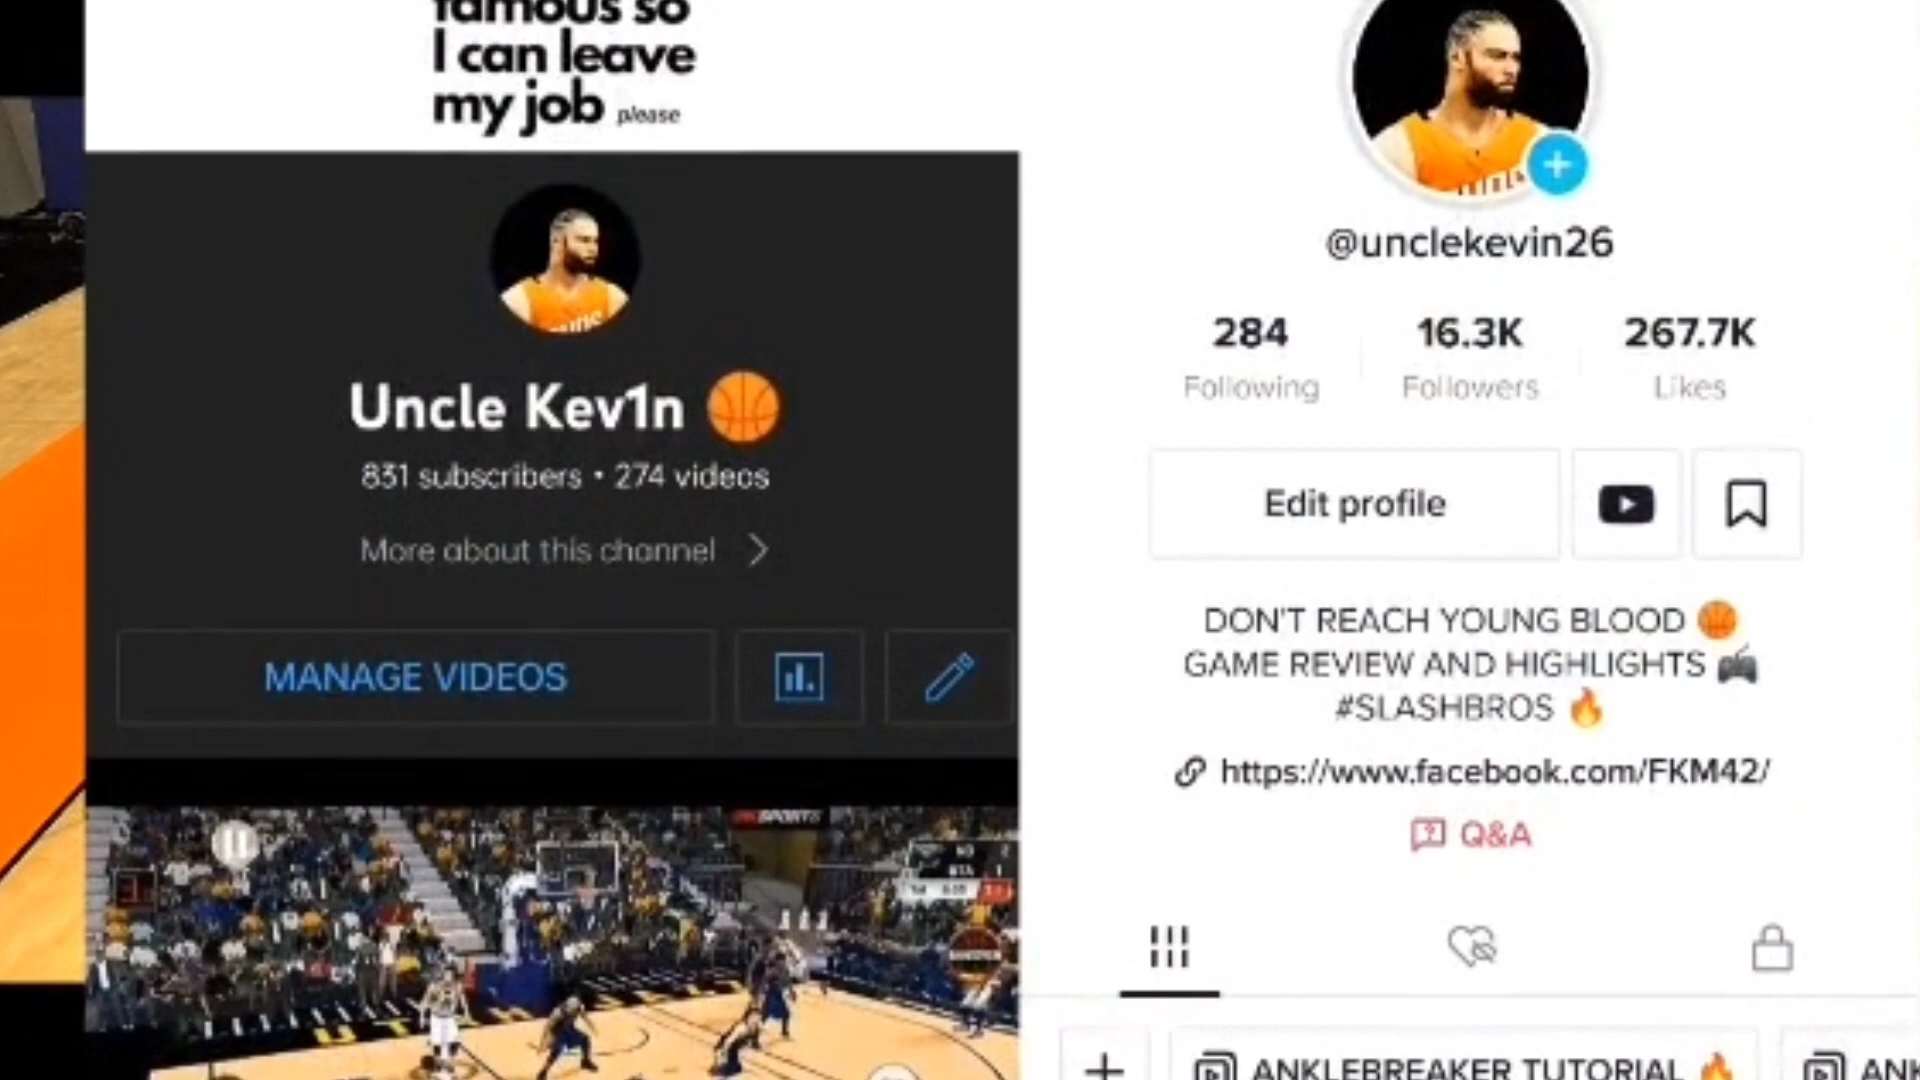 famous so
I can leave
my job please
Uncle Kev1n
831 subscribers • 274 videos
More about this channel
MANAGE VIDEOS
@unclekevin26
284 16.3K 267.7K
Following Followers Likes
Edit profile
DON'T REACH YOUNG BLOOD 🏀
GAME REVIEW AND HIGHLIGHTS 🎮
#SLASHBROS 🔥
https://www.facebook.com/FKM42/
Q&A
ANKLEBREAKER TUTORIAL 🔥